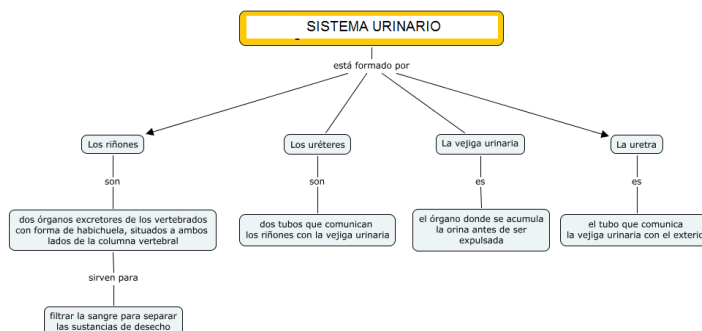 SISTEMA URINARIO
está formado por
Los riñones
Los uréteres
La vejiga urinaria
La uretra
son
son
es
es
dos órganos excretores de los vertebrados
con forma de habichuela, situados a ambos
lados de la columna vertebral
dos tubos que comunican
los riñones con la vejiga urinaria
el órgano donde se acumula
la orina antes de ser
expulsada
el tubo que comunica
la vejiga urinaria con el exterio
sirven para
filtrar la sangre para separar
las sustancias de desecho